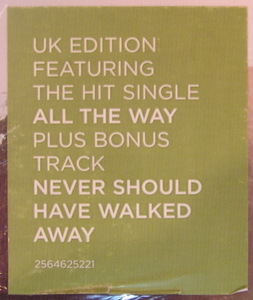 UK EDITION
FEATURING
THE HIT SINGLE
ALL THE WAY
PLUS BONUS
TRACK
NEVER SHOULD
HAVE WALKED
AWAY
2564625221